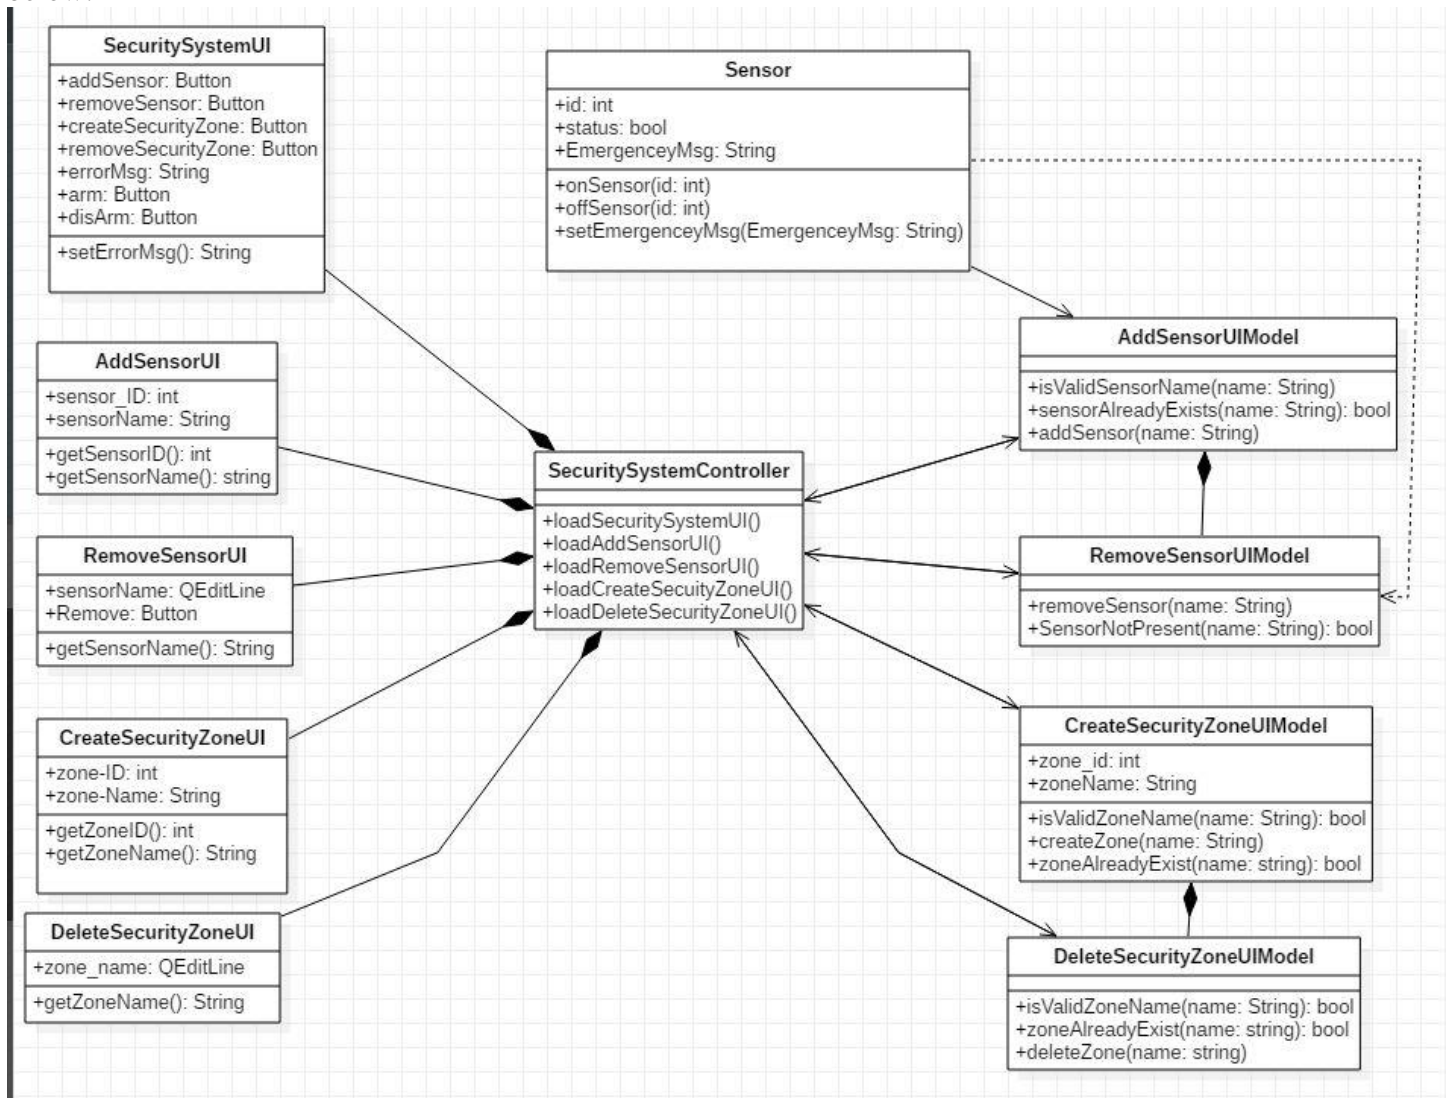 SecuritySystemUI
+addSensor: Button
+removeSensor: Button
+createSecurityZone: Button
+removeSecurityZone: Button
+errorMsg: String
+arm: Button
+disArm: Button
+setErrorMsg(): String
Sensor
+id: int
+status: bool
+EmergenceyMsg: String
+onSensor(id: int)
+offSensor(id: int)
+setEmergenceyMsg(EmergenceyMsg: String)
AddSensorUI
+sensor_ID: int
+sensorName: String
+getSensorID(): int
+getSensorName(): string
AddSensorUIModel
+isValidSensorName(name: String)
+sensorAlreadyExists(name: String): bool
+addSensor(name: String)
SecuritySystemController
+loadSecuritySystemUI()
+loadAddSensorUI()
+loadRemoveSensorUI()
+loadCreateSecuityZoneUI()
+loadDeleteSecurityZoneUI()
RemoveSensorUI
+sensorName: QEditLine
+Remove: Button
+getSensorName(): String
RemoveSensorUIModel
+removeSensor(name: String)
+SensorNotPresent(name: String): bool
CreateSecurityZoneUI
+zone-ID: int
+zone-Name: String
+getZoneID(): int
+getZoneName(): String
CreateSecurityZoneUIModel
+zone_id: int
+zoneName: String
+isValidZoneName(name: String): bool
+createZone(name: String)
+zoneAlreadyExist(name: string): bool
DeleteSecurityZoneUI
+zone_name: QEditLine
+getZoneName(): String
DeleteSecurityZoneUIModel
+isValidZoneName(name: String): bool
+zoneAlreadyExist(name: string): bool
+deleteZone(name: string)